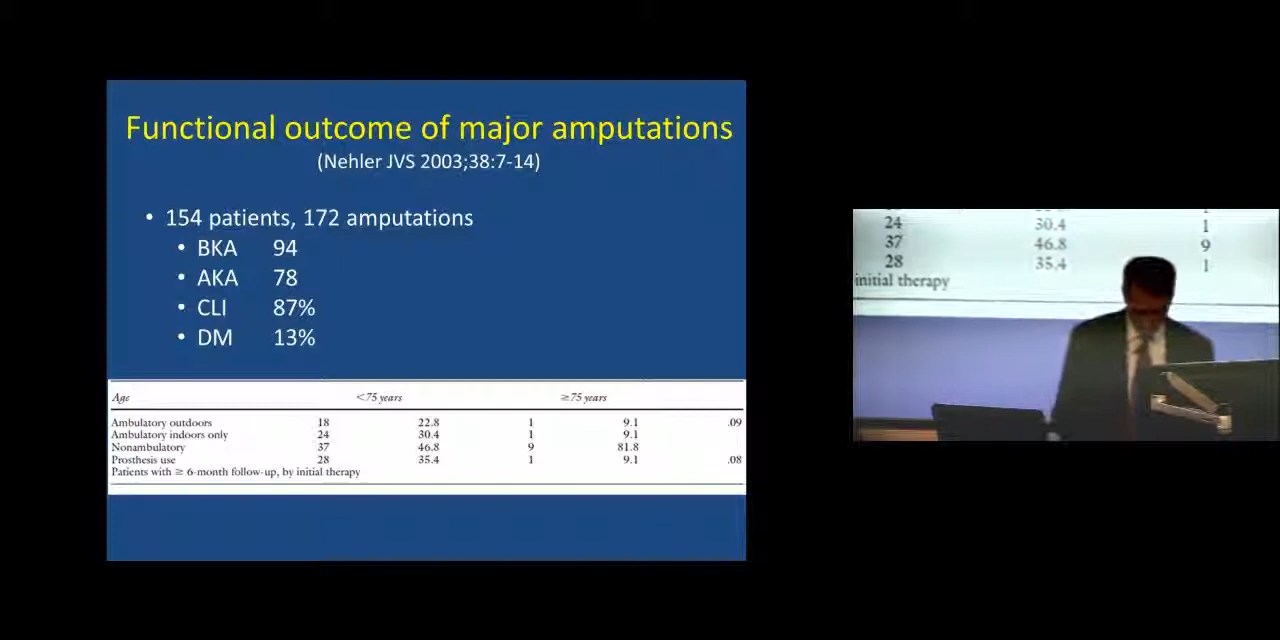 Functional outcome of major amputations
(Nehler JVS 2003;38:7-14)
• 154 patients, 172 amputations
• BKA 94
• AKA 78
• CLI 87%
• DM 13%
Age <75 years ≥75 years
Ambulatory outdoors 18 22.8 1 9.1 .09
Ambulatory indoors only 24 30.4 1 9.1
Nonambulatory 37 46.8 9 81.8
Prosthesis use 28 35.4 1 9.1 .08
Patients with ≥ 6-month follow-up, by initial therapy
24 30.4 1
37 46.8 9
28 35.4 1
initial therapy